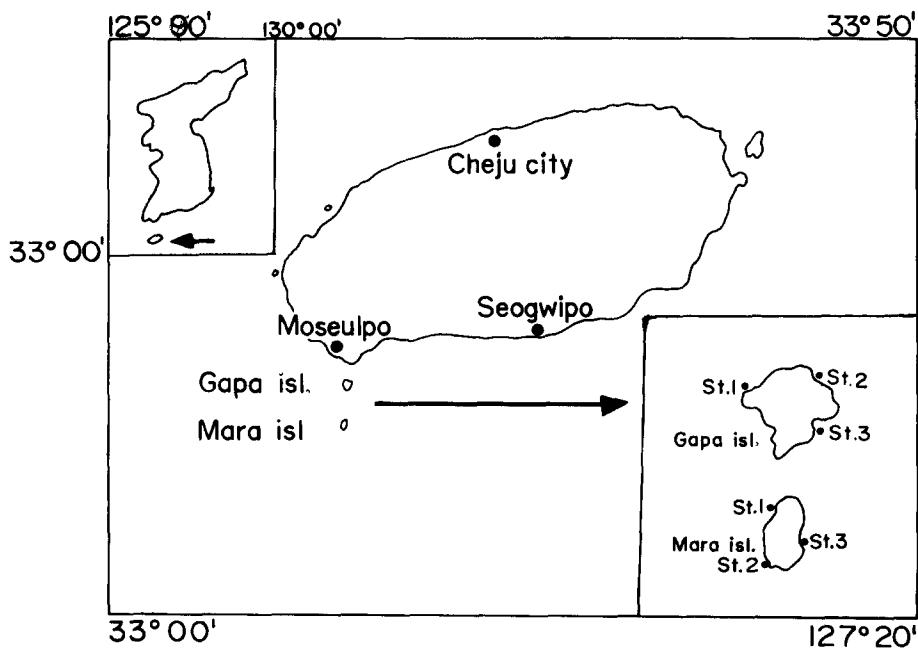 125°
130°00'
33°50'
Cheju city
33°00'
Seogwipo
Moseulpo
Gapa isl.
Mara isl
St.1
St.2
St.3
Gapa isl.
St.1
St.3
Mara isl.
St.2
33°00'
127°20'